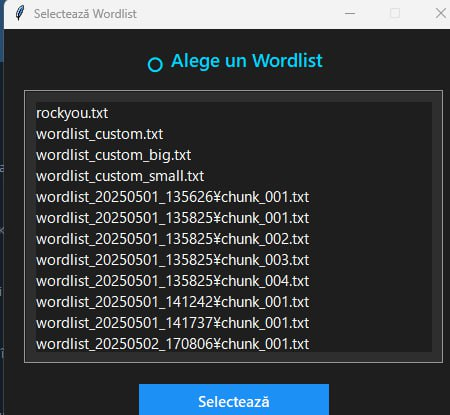 Selectează Wordlist
Alege un Wordlist
rockyou.txt
wordlist_custom.txt
wordlist_custom_big.txt
wordlist_custom_small.txt
wordlist_20250501_135626¥chunk_001.txt
wordlist_20250501_135825¥chunk_001.txt
wordlist_20250501_135825¥chunk_002.txt
wordlist_20250501_135825¥chunk_003.txt
wordlist_20250501_135825¥chunk_004.txt
wordlist_20250501_141242¥chunk_001.txt
wordlist_20250501_141737¥chunk_001.txt
wordlist_20250502_170806¥chunk_001.txt
Selectează